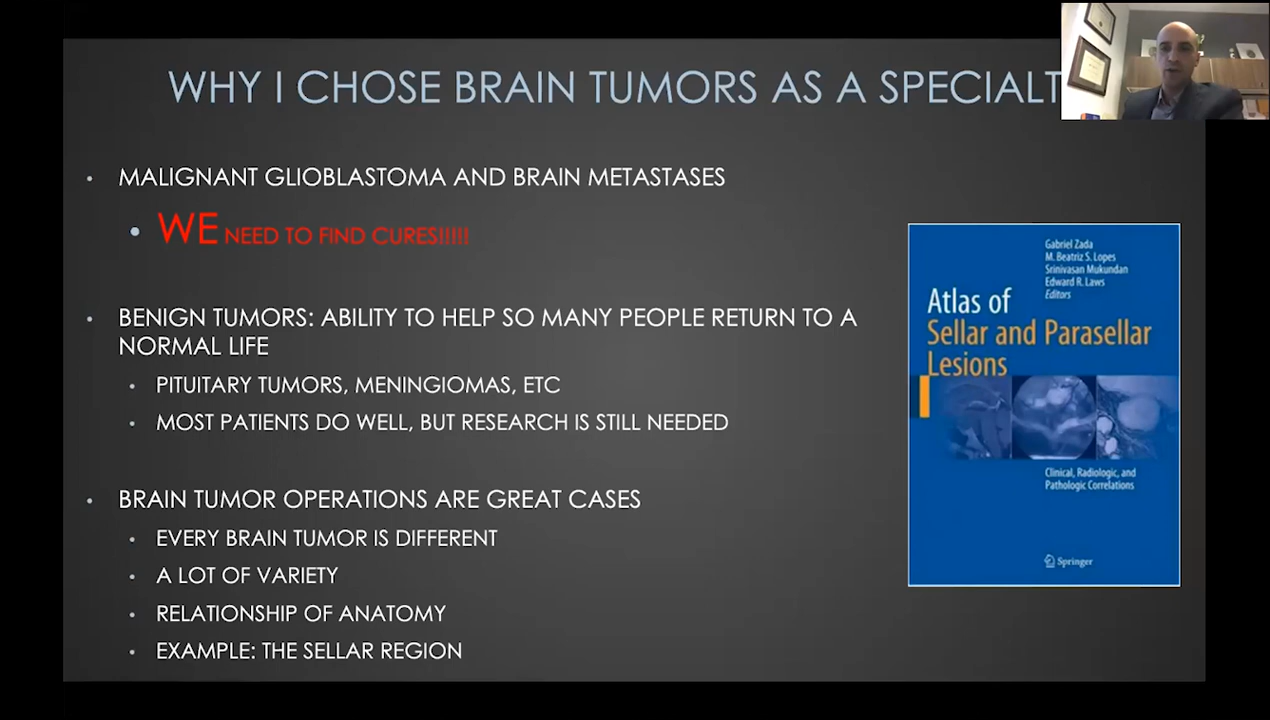 WHY I CHOSE BRAIN TUMORS AS A SPECIALT
MALIGNANT GLIOBLASTOMA AND BRAIN METASTASES
WE NEED TO FIND CURES!!!!!
BENIGN TUMORS: ABILITY TO HELP SO MANY PEOPLE RETURN TO A
NORMAL LIFE
PITUITARY TUMORS, MENINGIOMAS, ETC
MOST PATIENTS DO WELL, BUT RESEARCH IS STILL NEEDED
BRAIN TUMOR OPERATIONS ARE GREAT CASES
EVERY BRAIN TUMOR IS DIFFERENT
A LOT OF VARIETY
RELATIONSHIP OF ANATOMY
EXAMPLE: THE SELLAR REGION
Gabriel Zada
M. Beatriz S. Lopes
Srinivasan Mukundan
Edward R. Laws
Editors
Atlas of
Sellar and Parasellar
Lesions
Clinical, Radiologic, and
Pathologic Correlations
Springer